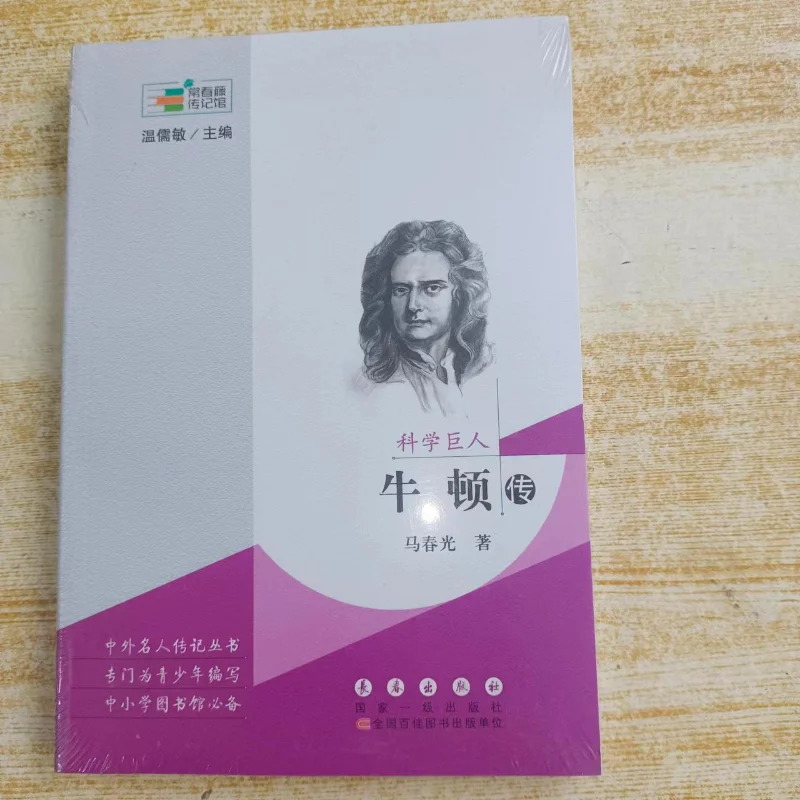 常春藤
传记馆
温儒敏/主编
科学巨人
牛顿传
马春光 著
中外名人传记丛书
专门为青少年编写
中小学图书馆必备
长春出版社
国家一级出版社
全国百佳图书出版单位